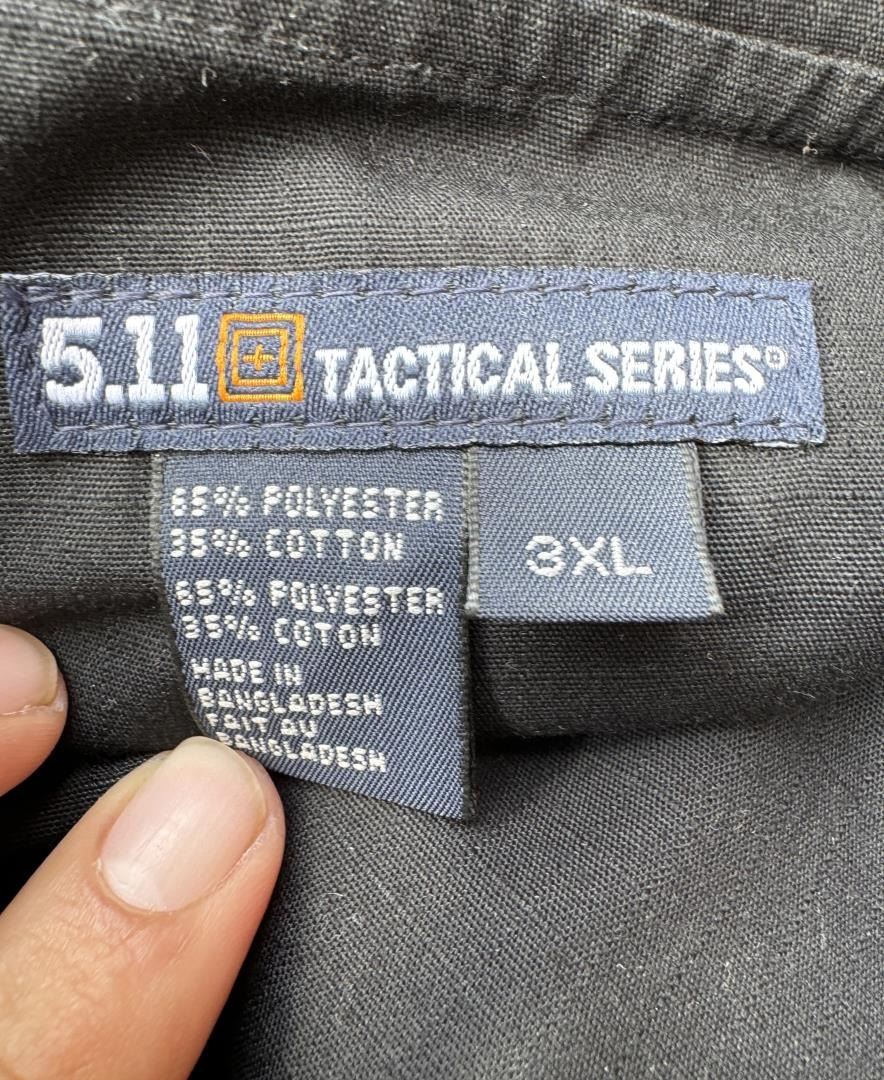 5.11 TACTICAL SERIES®
65% POLYESTER
35% COTTON
65% POLYESTER
35% COTON
MADE IN
BANGLADESH
FAIT AU
BANGLADESH
3XL